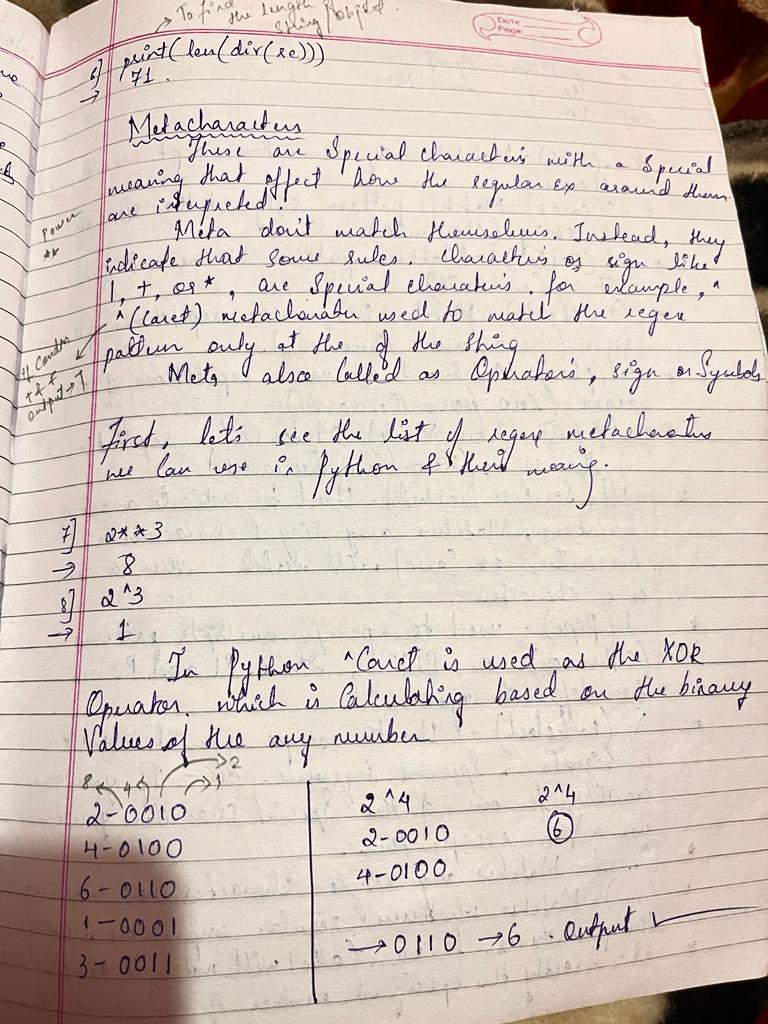 To find
the length
string/object
Date
Page
6] print(len(dir(re)))
→ 71.
Metacharacters
These are Special characters with a Special
meaning that affect how the regular ex around them
are interpreted.
Power
**
Meta don't match themselves. Instead, they
indicate that some rules. Characters or sign like
|, +, or *, are Special characters. for example, ^
^(Caret) metacharacter used to match the regex
pattern only at the of the string
output → 1
Meta also called as Operators, sign or Symbols
First, let's see the list of regex metacharacters
we can use in Python & their meaning.
7] 2**3
→ 8
8] 2^3
→ 1
In Python ^Caret is used as the XOR
Operator. which is Calculating based on the binary
Values of the any number
8 4 2 1
2-0010
4-0100
6-0110
1-0001
3-0011
2^4
2-0010
4-0100
→ 0110 → 6. Output
2^4
6